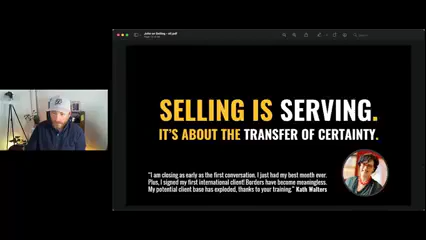 SELLING IS SERVING.
IT'S ABOUT THE TRANSFER OF CERTAINTY.
"I am closing as early as the first conversation. I just had my best month ever.
Plus, I signed my first international client! Borders have become meaningless.
My potential client base has exploded, thanks to your training." Kath Walters